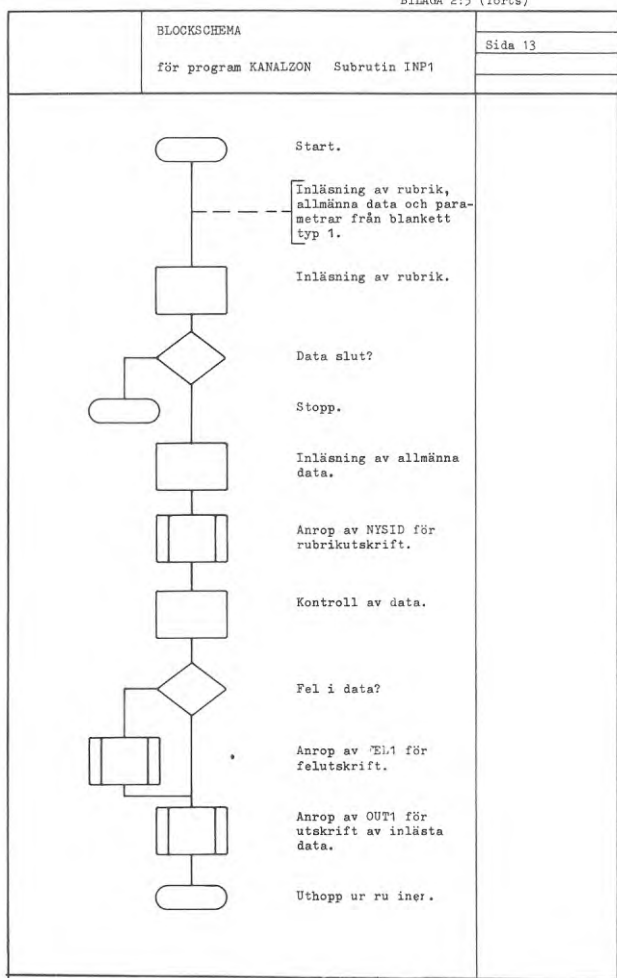 BILAGA 2:5 (forts)
BLOCKSCHEMA
Sida 13
för program KANALZON Subrutin INP1
Start.
Inläsning av rubrik,
allmänna data och para-
metrar från blankett
typ 1.
Inläsning av rubrik.
Data slut?
Stopp.
Inläsning av allmänna
data.
Anrop av NYSID för
rubrikutskrift.
Kontroll av data.
Fel i data?
Anrop av FEL1 för
felutskrift.
Anrop av OUT1 för
utskrift av inlästa
data.
Uthopp ur